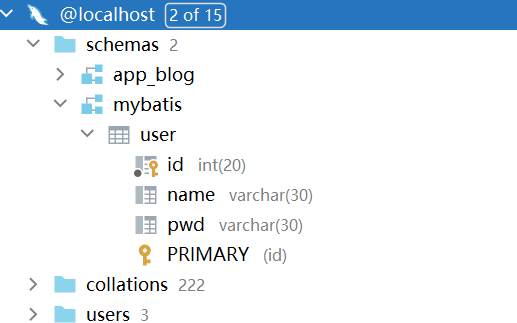 @localhost 2 of 15
schemas 2
app_blog
mybatis
user
id int(20)
name varchar(30)
pwd varchar(30)
PRIMARY (id)
collations 222
users 3